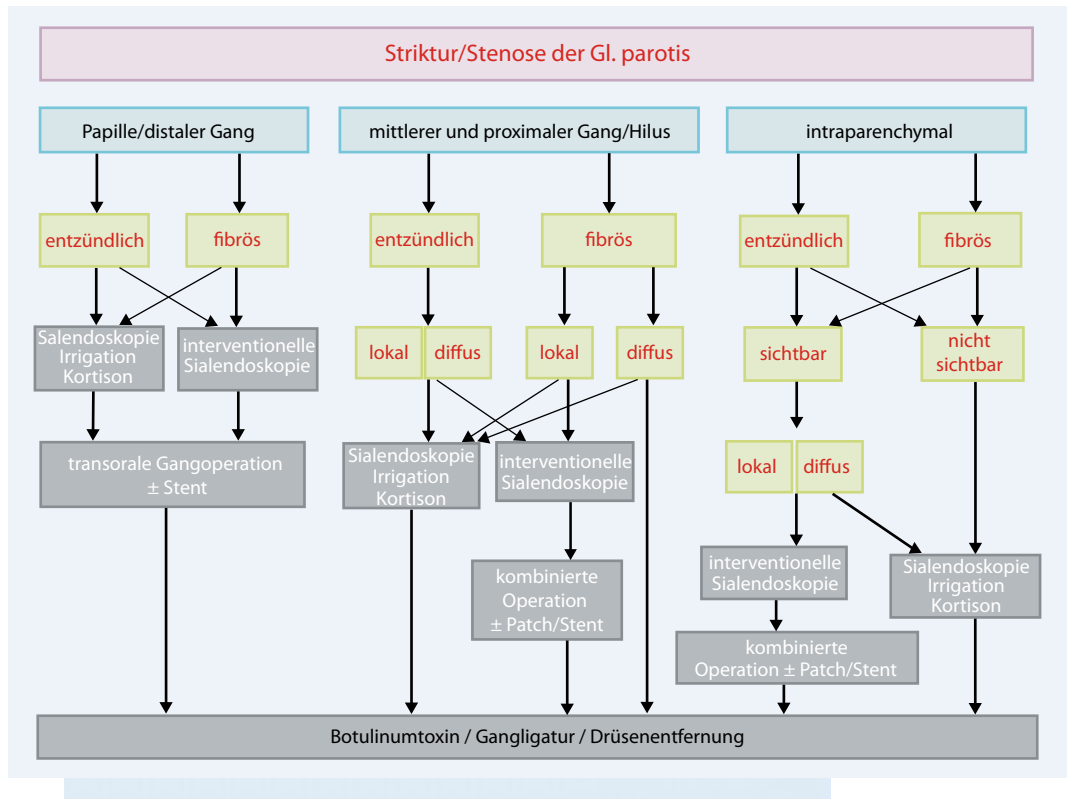 Striktur/Stenose der Gl. parotis
Papille/distaler Gang
mittlerer und proximaler Gang/Hilus
intraparenchymal
entzündlich
fibrös
entzündlich
fibrös
entzündlich
fibrös
Salendoskopie
Irrigation
Kortison
interventionelle
Sialendoskopie
lokal
diffus
lokal
diffus
sichtbar
nicht
sichtbar
transorale Gangoperation
± Stent
Sialendoskopie
Irrigation
Kortison
interventionelle
Sialendoskopie
lokal
diffus
kombinierte
Operation
± Patch/Stent
interventionelle
Sialendoskopie
Sialendoskopie
Irrigation
Kortison
kombinierte
Operation ± Patch/Stent
Botulinumtoxin / Gangligatur / Drüsenentfernung